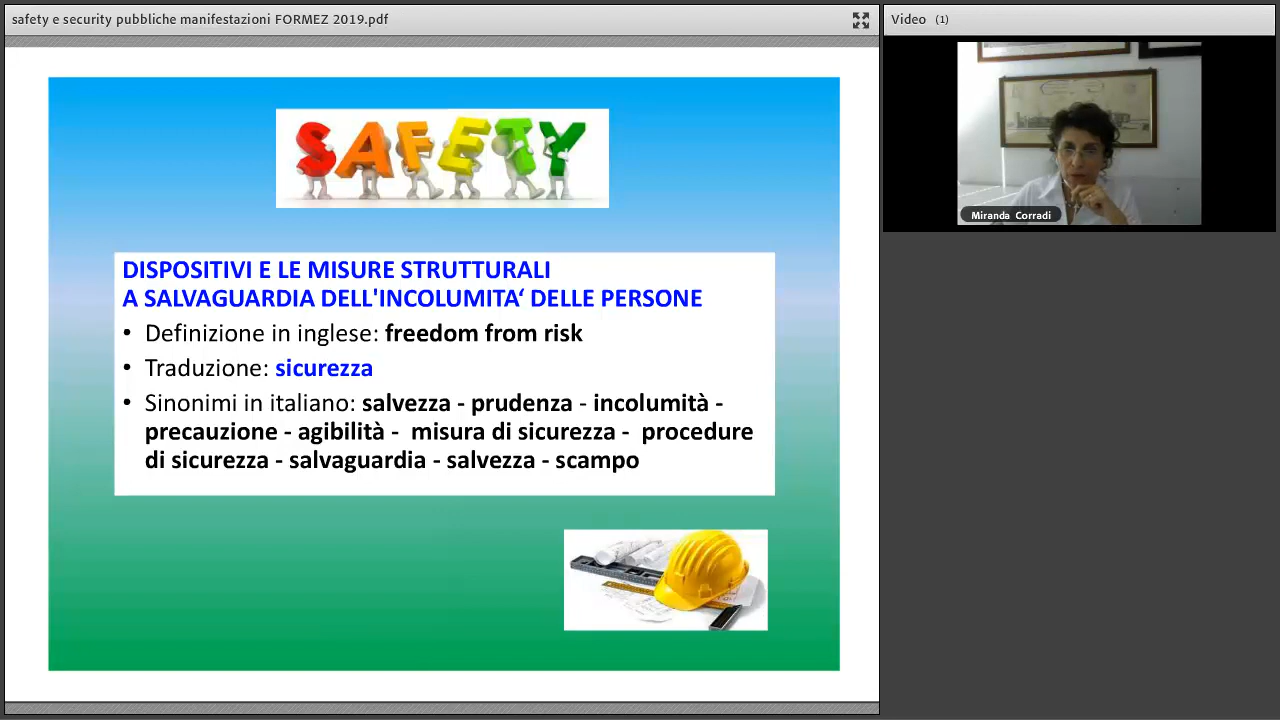 safety e security pubbliche manifestazioni FORMEZ 2019.pdf
Video (1)
Miranda Corradi
SAFETY
DISPOSITIVI E LE MISURE STRUTTURALI
A SALVAGUARDIA DELL'INCOLUMITA‘ DELLE PERSONE
• Definizione in inglese: freedom from risk
• Traduzione: sicurezza
• Sinonimi in italiano: salvezza - prudenza - incolumità -
precauzione - agibilità - misura di sicurezza - procedure
di sicurezza - salvaguardia - salvezza - scampo